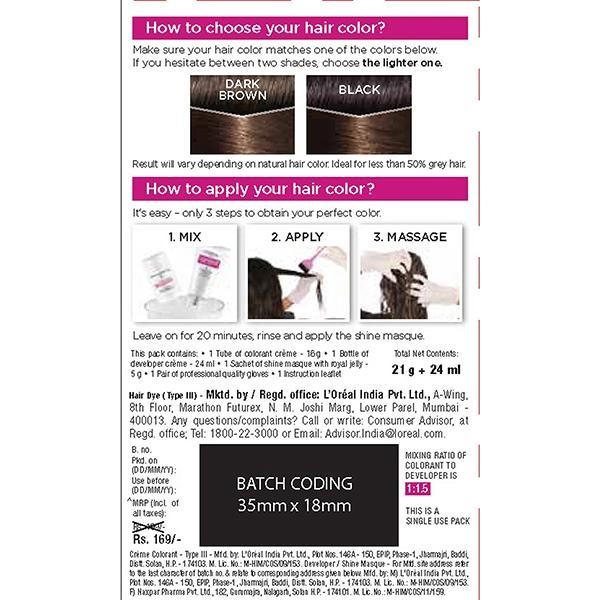 How to choose your hair color?
Make sure your hair color matches one of the colors below.
If you hesitate between two shades, choose the lighter one.
DARK BROWN
BLACK
Result will vary depending on natural hair color. Ideal for less than 50% grey hair.
How to apply your hair color?
It's easy – only 3 steps to obtain your perfect color.
1. MIX
2. APPLY
3. MASSAGE
Leave on for 20 minutes, rinse and apply the shine masque.
This pack contains: • 1 Tube of colorant crème - 16g • 1 Bottle of
developer crème - 24 ml • 1 Sachet of shine masque with royal jelly -
5 g • 1 Pair of professional quality gloves • 1 Instruction leaflet
Total Net Contents:
21 g + 24 ml
Hair Dye ( Type III) - Mktd. by / Regd. office: L'Oréal India Pvt. Ltd., A-Wing,
8th Floor, Marathon Futurex, N. M. Joshi Marg, Lower Parel, Mumbai -
400013. Any questions/complaints? Call or write: Consumer Advisor, at
Regd. office; Tel: 1800-22-3000 or Email: Advisor.India@loreal.com.
B. no.
Pkd. on
(DD/MM/YY):
Use before
(DD/MM/YY):
^MRP (Incl. of
all taxes):
Rs. 169/-
BATCH CODING
35mm x 18mm
MIXING RATIO OF
COLORANT TO
DEVELOPER IS
1:1.5
THIS IS A
SINGLE USE PACK
Crème Colorant - Type III - Mfd. by: L'Oréal India Pvt. Ltd., Plot Nos. 146A - 150, EPIP, Phase-1, Jharmajri, Baddi,
Distt. Solan, H.P. - 174103. M. Lic. No.: M-HIM/COS/09/153. Developer / Shine Masque - For Mfd. site address refer
to the last character of batch no. & relate to corresponding address given below. Mfd. by: M) L'Oréal India Pvt. Ltd.,
Plot Nos. 146A - 150, EPIP, Phase-1, Jharmajri, Baddi, Distt. Solan, H.P. - 174103. M. Lic. No.: M-HIM/COS/09/153,
F) Haxpar Pharma Pvt. Ltd., 182, Gunmajra, Nalagarh, Solan, H.P. - 174101. M. Lic. No.: M-HIM/COS/11/159.